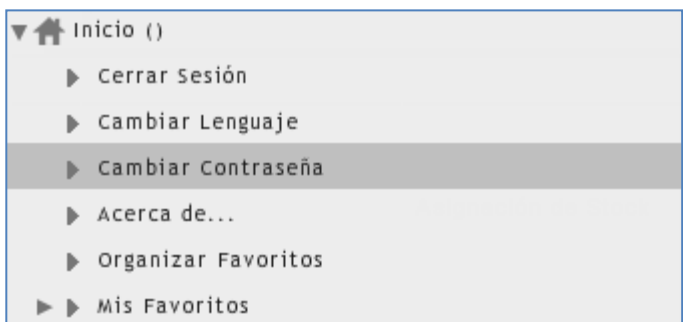 Inicio ()
Cerrar Sesión
Cambiar Lenguaje
Cambiar Contraseña
Acerca de...
Organizar Favoritos
Mis Favoritos